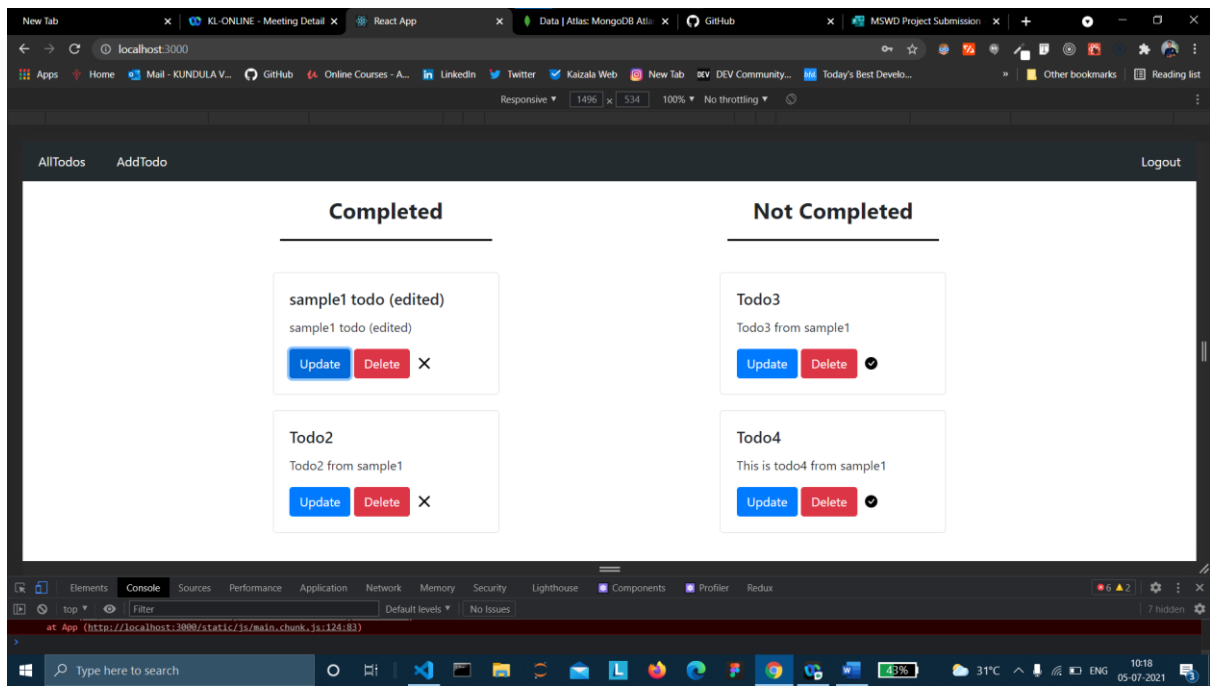 New Tab
KL-ONLINE - Meeting Detail
React App
Data | Atlas: MongoDB Atla
GitHub
MSWD Project Submission
localhost:3000
Apps Home Mail - KUNDULA V... GitHub Online Courses - A... LinkedIn Twitter Kaizala Web New Tab DEV DEV Community... Today's Best Develo... » Other bookmarks Reading list
Responsive 1496 x 534 100% No throttling
AllTodos AddTodo Logout
Completed
sample1 todo (edited)
sample1 todo (edited)
Update Delete
Todo2
Todo2 from sample1
Update Delete
Not Completed
Todo3
Todo3 from sample1
Update Delete
Todo4
This is todo4 from sample1
Update Delete
Elements Console Sources Performance Application Network Memory Security Lighthouse Components Profiler Redux 6 2
top Filter Default levels No Issues 7 hidden
at App (http://localhost:3000/static/js/main.chunk.js:124:83)
Type here to search 43% 31°C ENG 10:18
05-07-2021